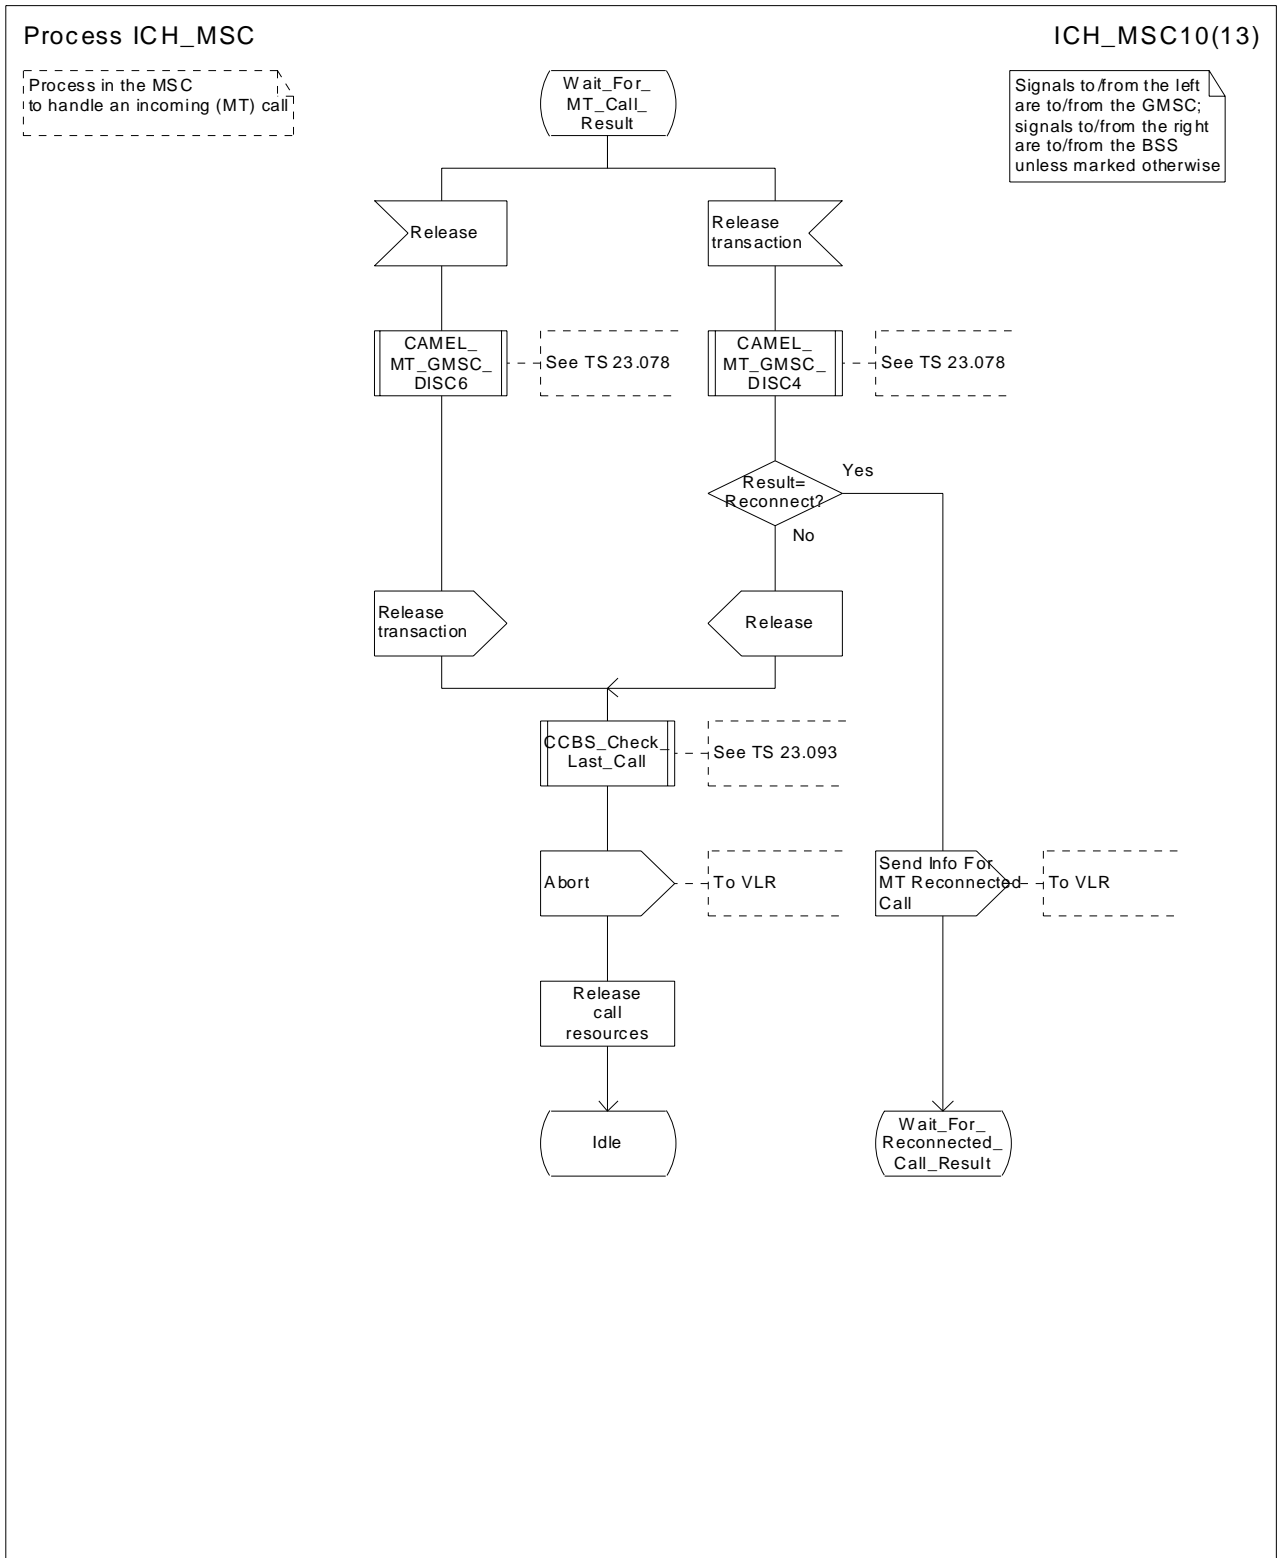 Process ICH_MSC
ICH_MSC10(13)
Process in the MSC
to handle an incoming (MT) call
Signals to/from the left
are to/from the GMSC;
signals to/from the right
are to/from the BSS
unless marked otherwise
Wait_For_
MT_Call_
Result
Release
Release
transaction
CAMEL_
MT_GMSC_
DISC6
See TS 23.078
CAMEL_
MT_GMSC_
DISC4
See TS 23.078
Result=
Reconnect?
Yes
No
Release
transaction
Release
CCBS_Check_
Last_Call
See TS 23.093
Abort
To VLR
Send Info For
MT Reconnected
Call
To VLR
Release
call
resources
Idle
Wait_For_
Reconnected_
Call_Result